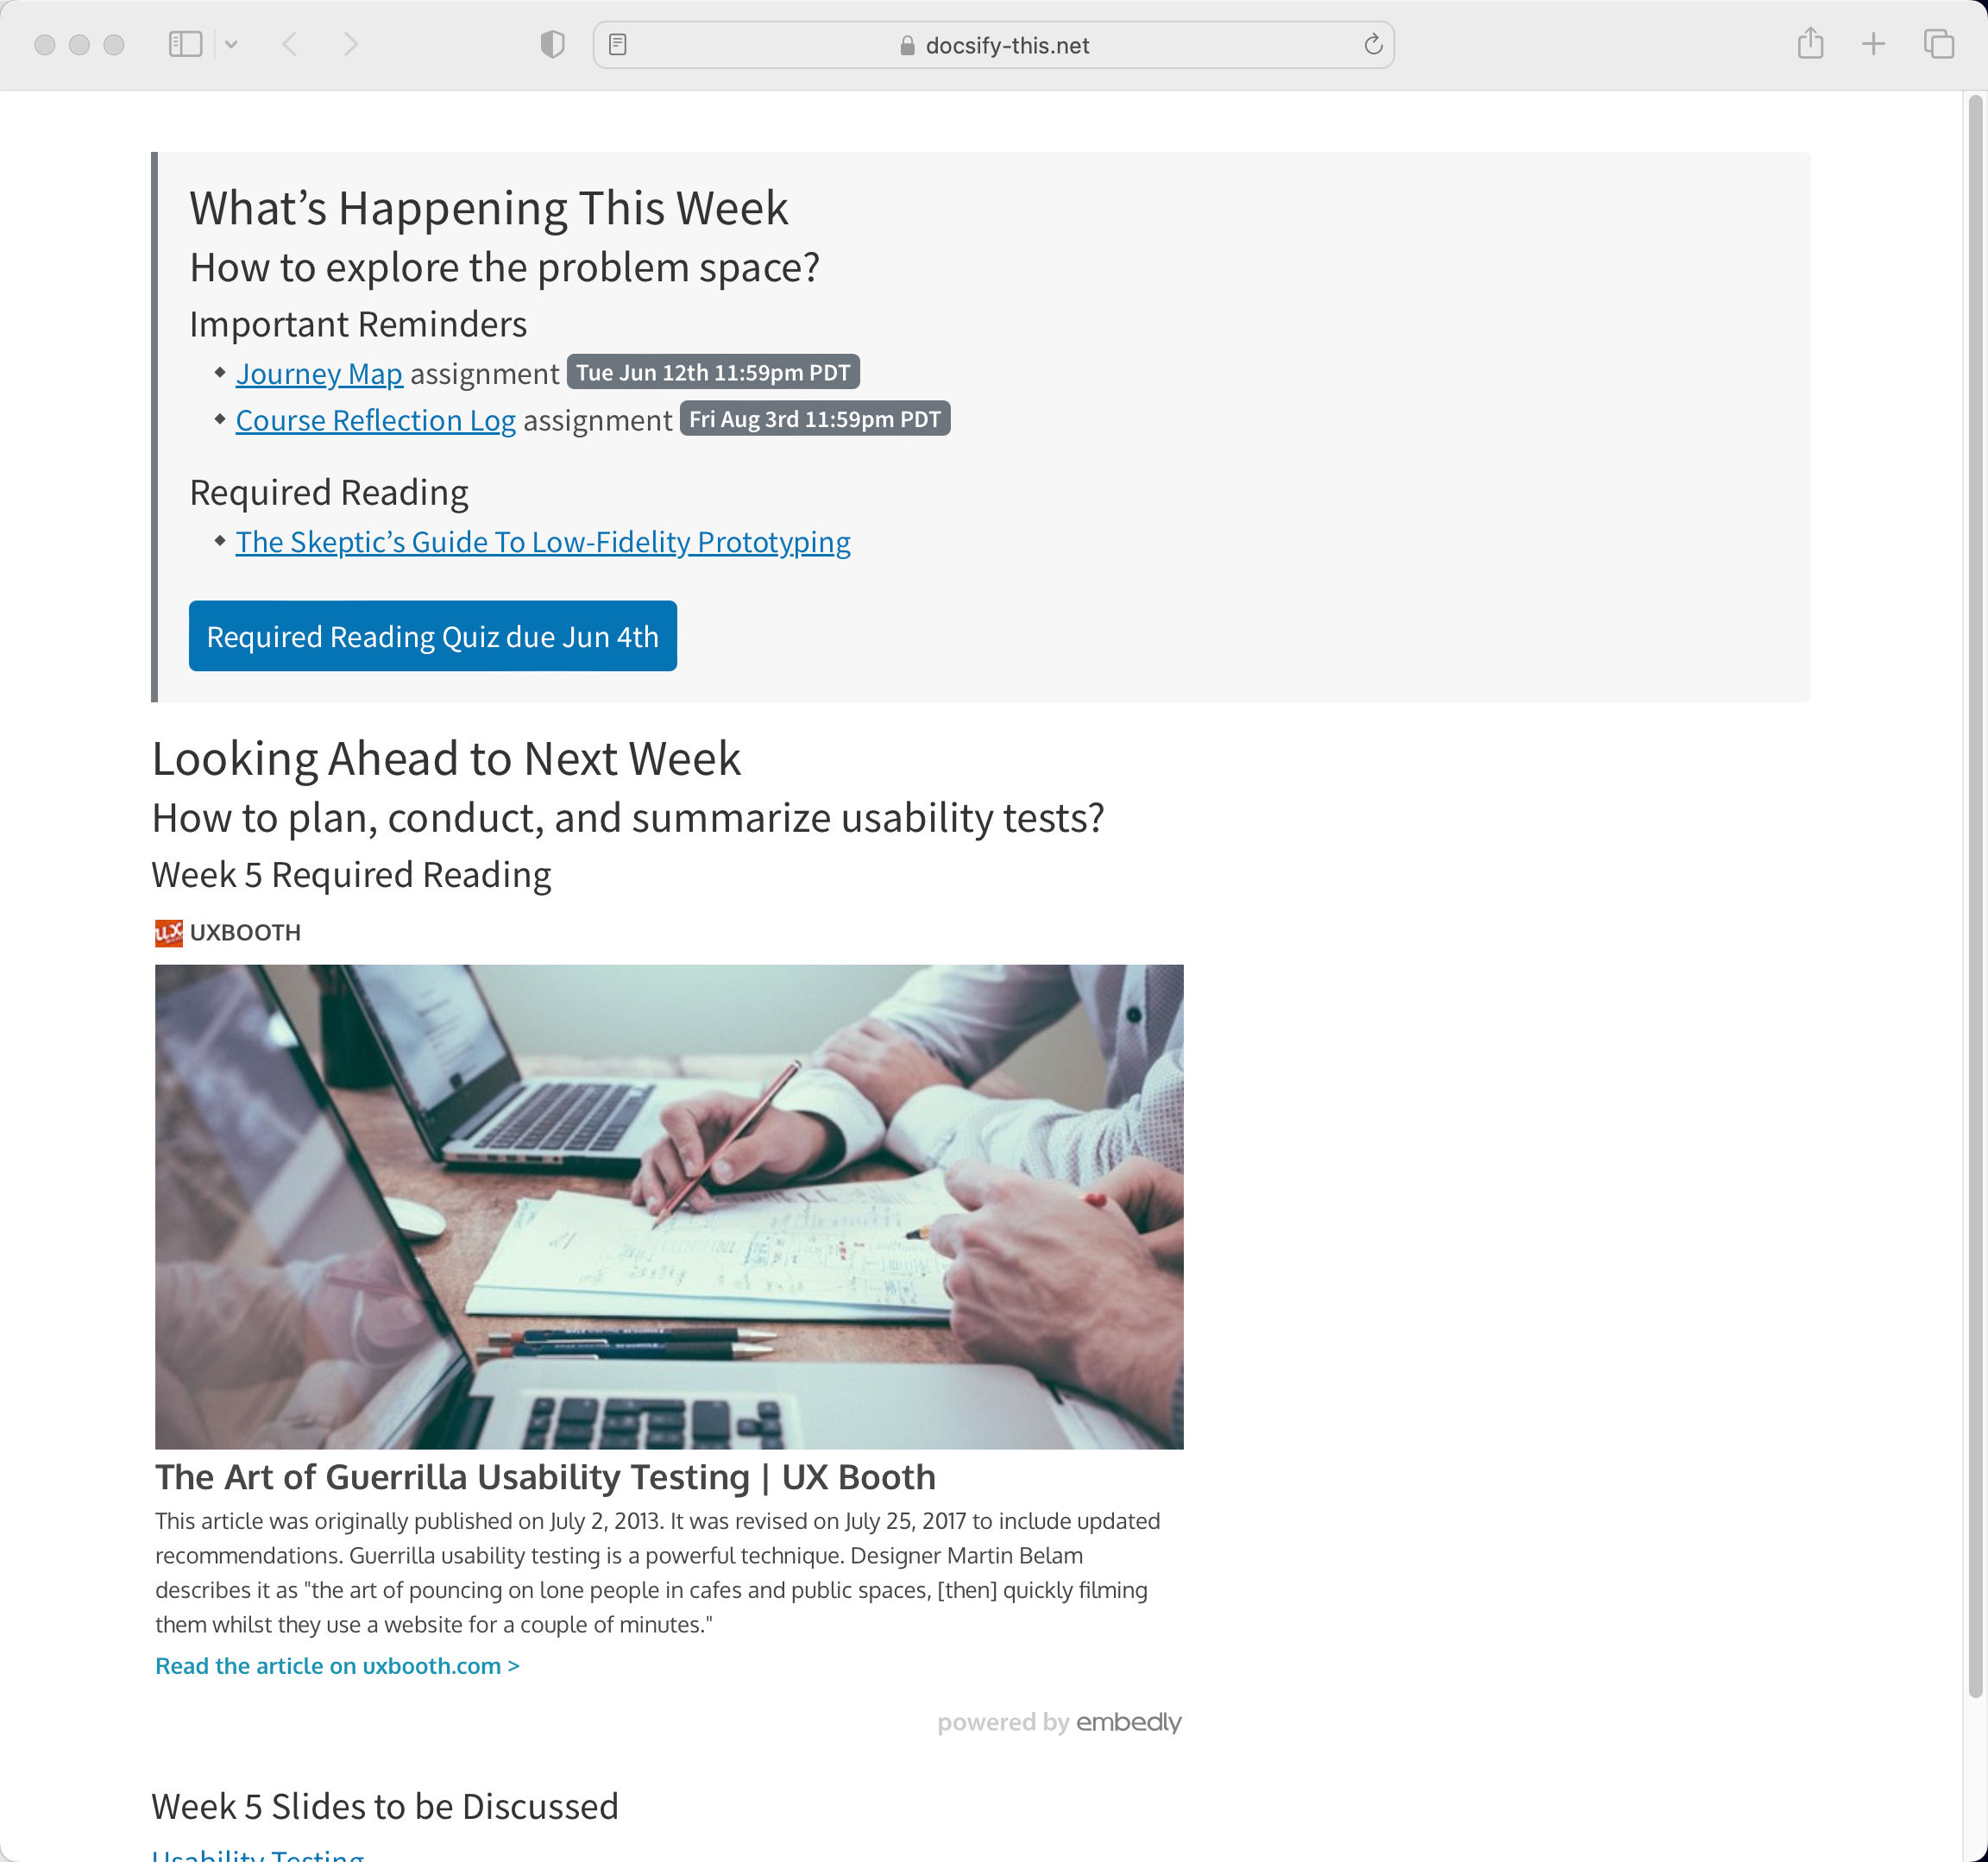 docsify-this.net
What’s Happening This Week
How to explore the problem space?
Important Reminders
Journey Map assignment Tue Jun 12th 11:59pm PDT
Course Reflection Log assignment Fri Aug 3rd 11:59pm PDT
Required Reading
The Skeptic’s Guide To Low-Fidelity Prototyping
Required Reading Quiz due Jun 4th
Looking Ahead to Next Week
How to plan, conduct, and summarize usability tests?
Week 5 Required Reading
ux UXBOOTH
The Art of Guerrilla Usability Testing | UX Booth
This article was originally published on July 2, 2013. It was revised on July 25, 2017 to include updated
recommendations. Guerrilla usability testing is a powerful technique. Designer Martin Belam
describes it as "the art of pouncing on lone people in cafes and public spaces, [then] quickly filming
them whilst they use a website for a couple of minutes."
Read the article on uxbooth.com >
powered by embedly
Week 5 Slides to be Discussed
Usability Testing